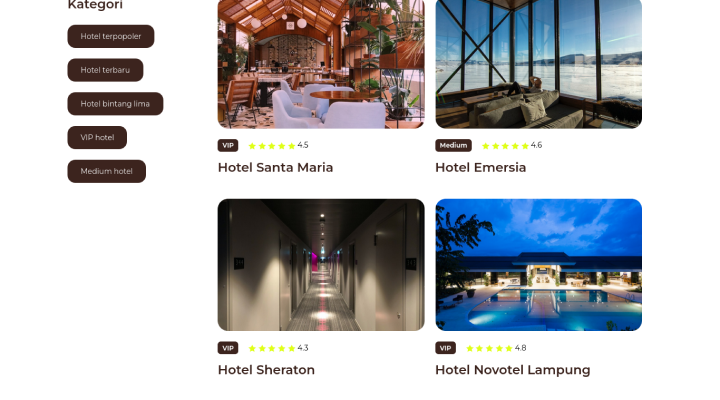 Kategori
Hotel terpopoler
Hotel terbaru
Hotel bintang lima
VIP hotel
Medium hotel
VIP 4.5
Hotel Santa Maria
Medium 4.6
Hotel Emersia
VIP 4.3
Hotel Sheraton
VIP 4.8
Hotel Novotel Lampung